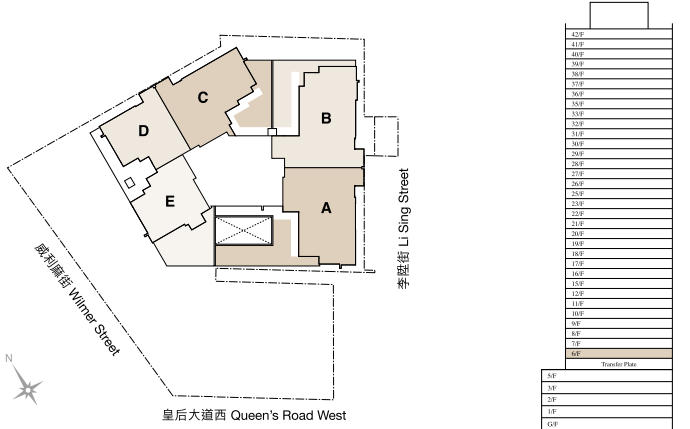 C
D
B
E
A
李陞街 Li Sing Street
威利麻街 Wilmer Street
N
皇后大道西 Queen's Road West
42/F
41/F
40/F
39/F
38/F
37/F
36/F
35/F
33/F
32/F
31/F
30/F
29/F
28/F
27/F
26/F
25/F
23/F
22/F
21/F
20/F
19/F
18/F
17/F
16/F
15/F
12/F
11/F
10/F
9/F
8/F
7/F
6/F
Transfer Plate
5/F
3/F
2/F
1/F
G/F